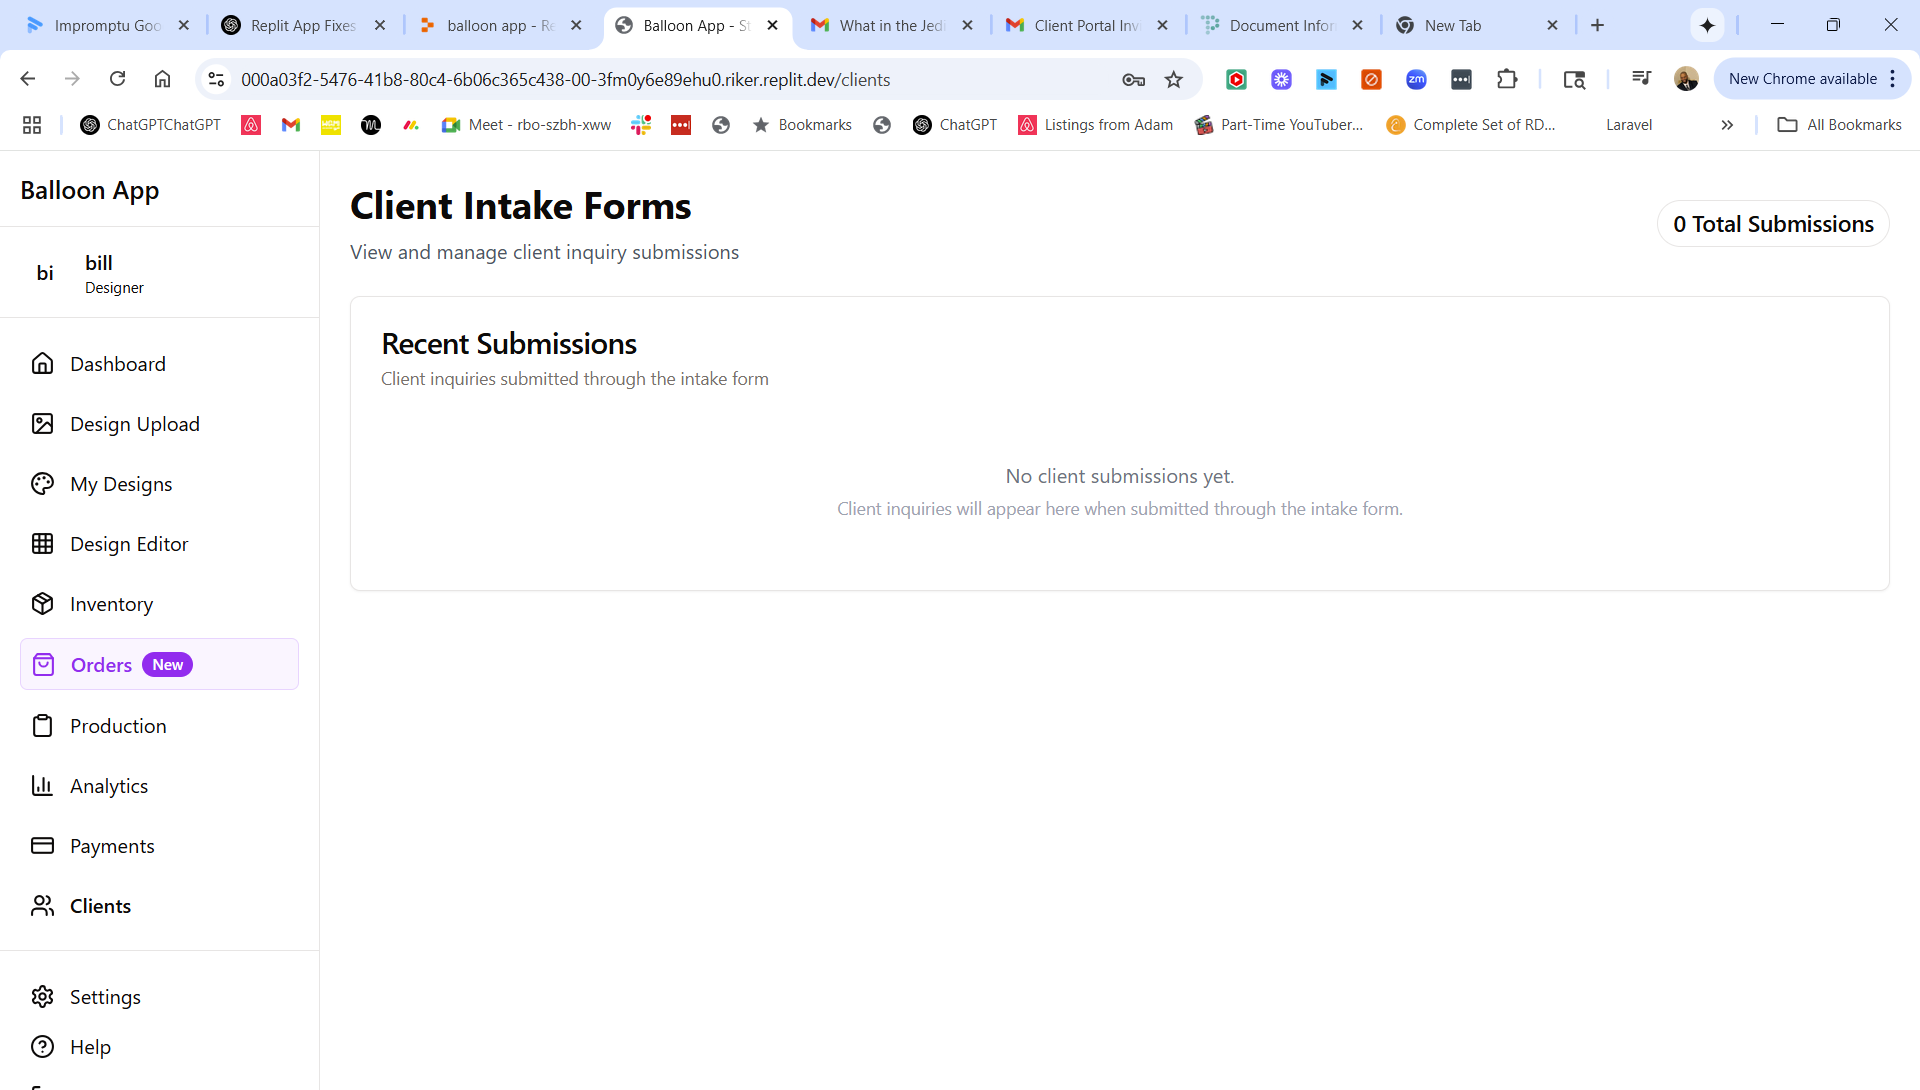 Impromptu Goo
Replit App Fixes
balloon app - Re
Balloon App - St
What in the Jedi
Client Portal Inv
Document Infor
New Tab
000a03f2-5476-41b8-80c4-6b06c365c438-00-3fm0y6e89ehu0.riker.replit.dev/clients
zm
New Chrome available
ChatGPTChatGPT
Meet - rbo-szbh-xww
Bookmarks
ChatGPT
Listings from Adam
Part-Time YouTuber...
Complete Set of RD...
Laravel
All Bookmarks
Balloon App
bi
bill
Designer
Dashboard
Design Upload
My Designs
Design Editor
Inventory
Orders New
Production
Analytics
Payments
Clients
Settings
Help
Client Intake Forms
View and manage client inquiry submissions
0 Total Submissions
Recent Submissions
Client inquiries submitted through the intake form
No client submissions yet.
Client inquiries will appear here when submitted through the intake form.